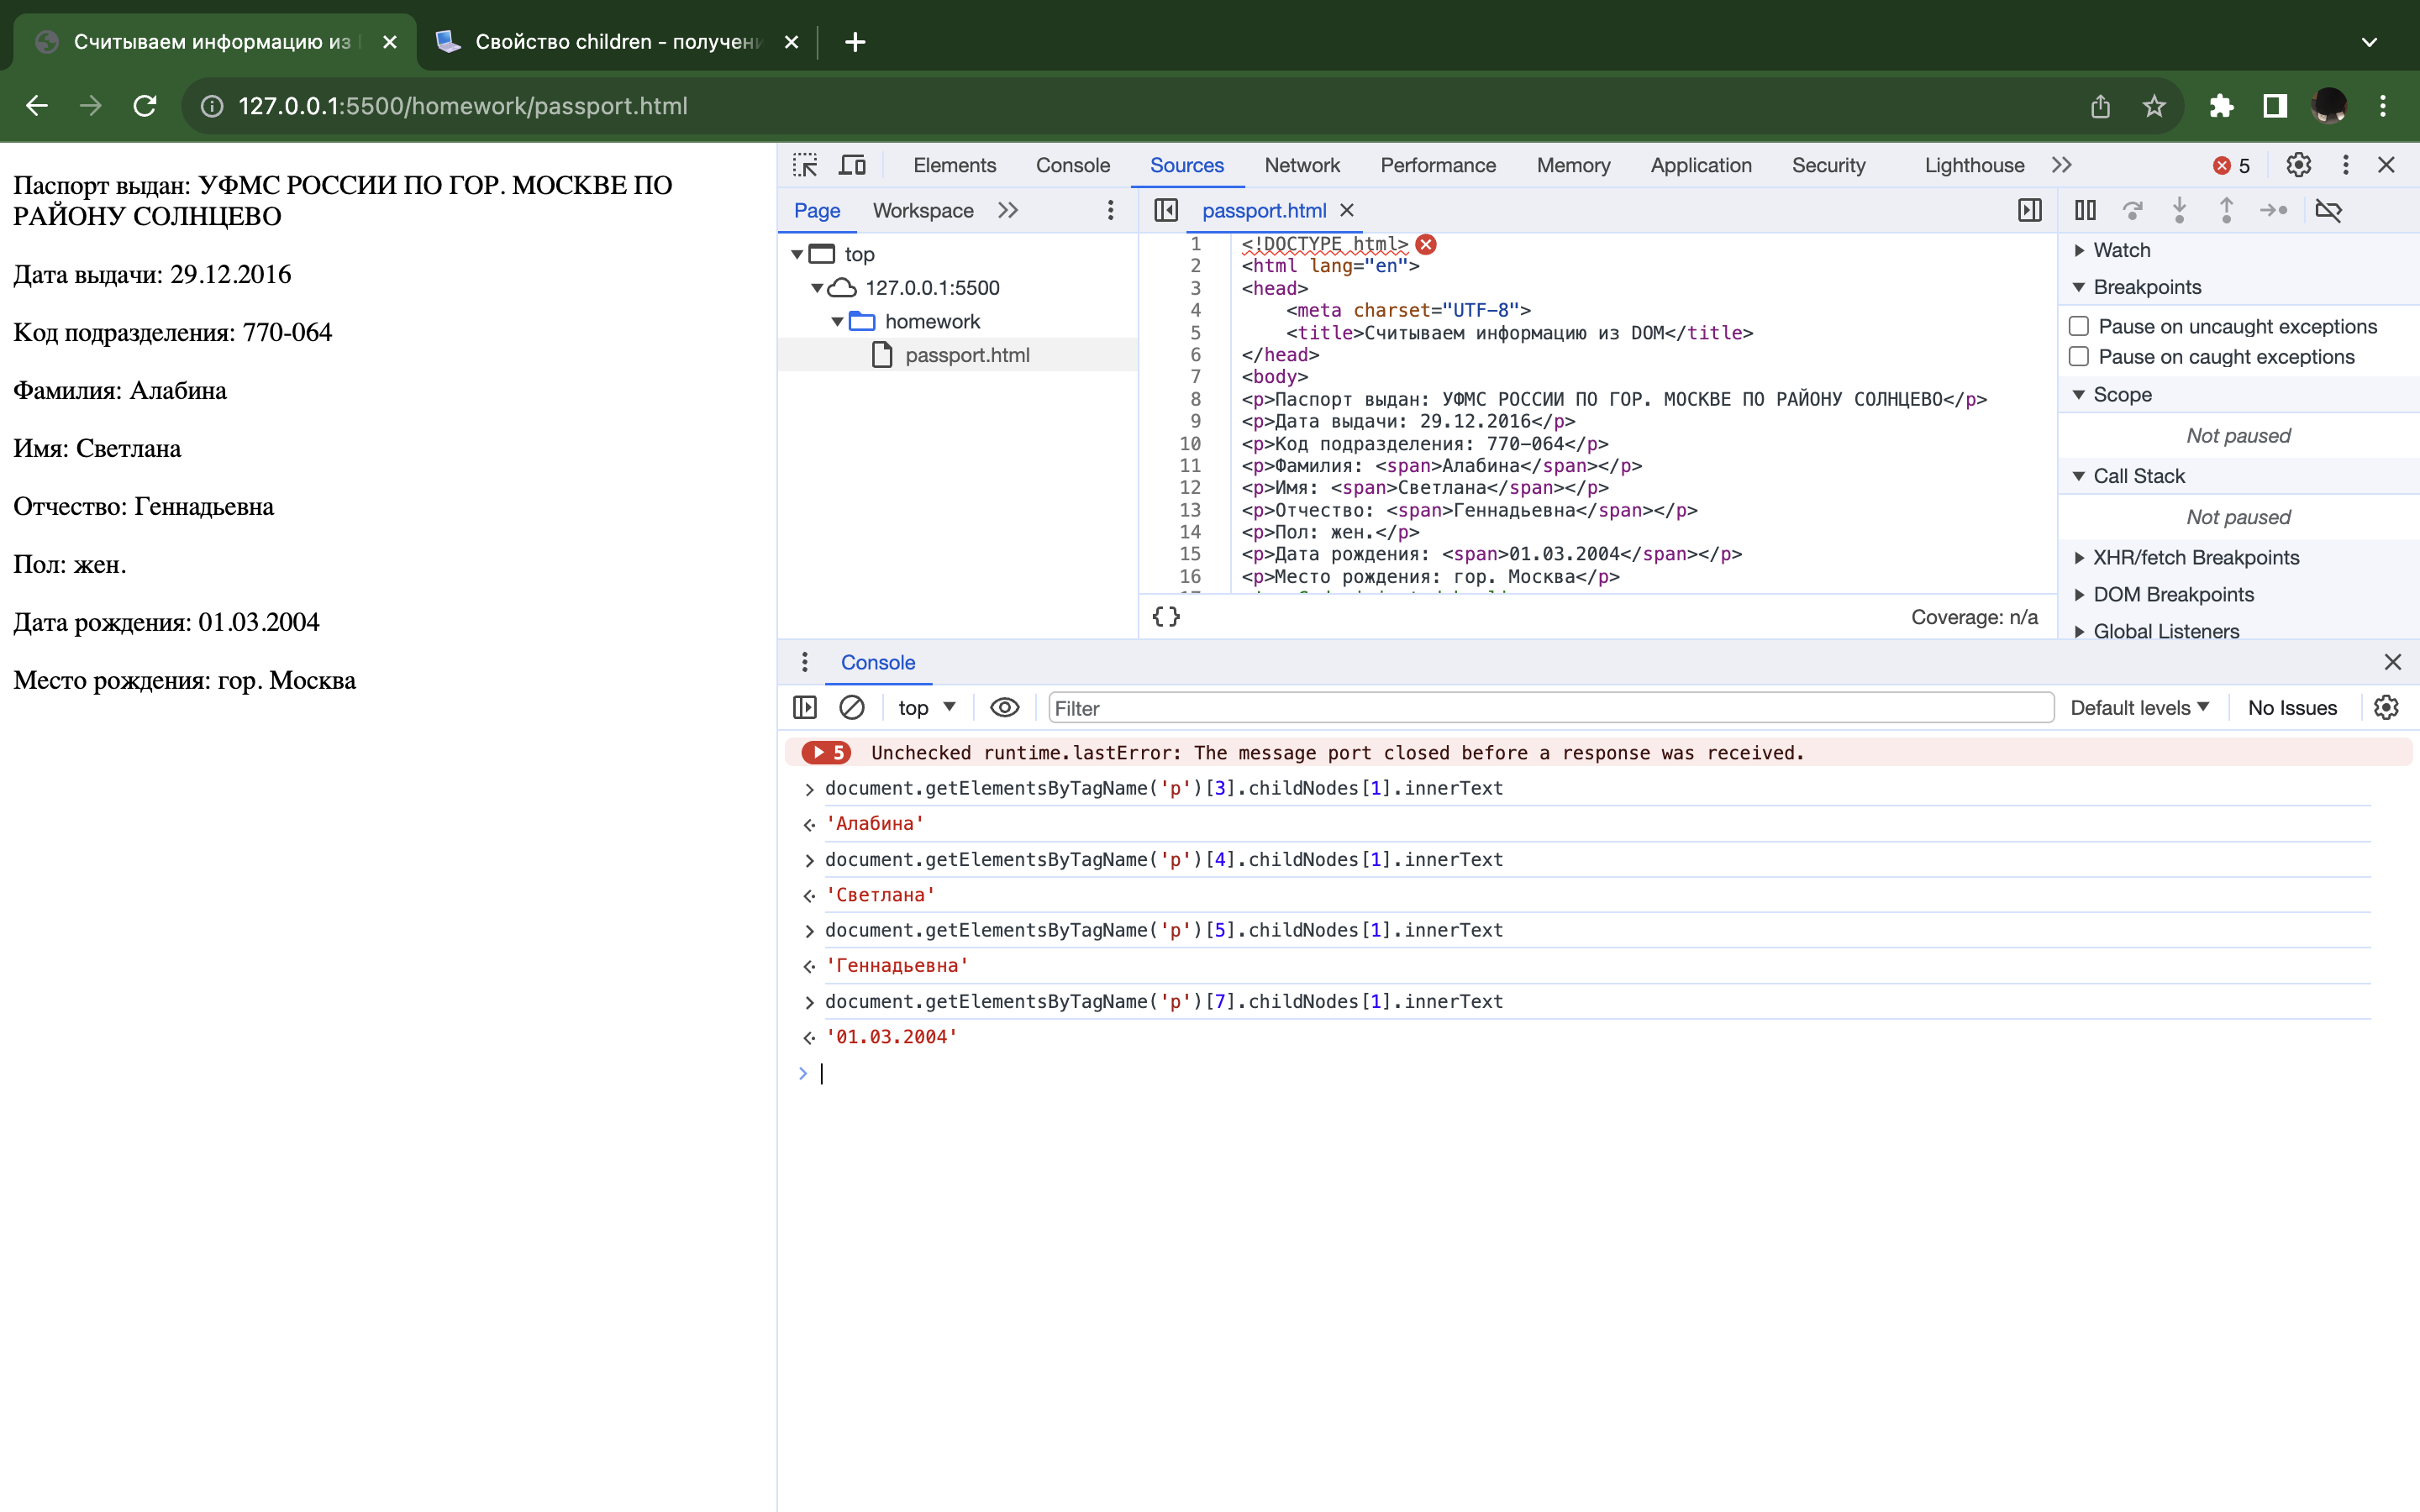 Считываем информацию из
Свойство children - получени
127.0.0.1:5500/homework/passport.html
Паспорт выдан: УФМС РОССИИ ПО ГОР. МОСКВЕ ПО
РАЙОНУ СОЛНЦЕВО
Дата выдачи: 29.12.2016
Код подразделения: 770-064
Фамилия: Алабина
Имя: Светлана
Отчество: Геннадьевна
Пол: жен.
Дата рождения: 01.03.2004
Место рождения: гор. Москва
Elements Console Sources Network Performance Memory Application Security Lighthouse 5
Page Workspace
passport.html
top
127.0.0.1:5500
homework
passport.html
1 <!DOCTYPE html>
2 <html lang="en">
3 <head>
4 <meta charset="UTF-8">
5 <title>Считываем информацию из DOM</title>
6 </head>
7 <body>
8 <p>Паспорт выдан: УФМС РОССИИ ПО ГОР. МОСКВЕ ПО РАЙОНУ СОЛНЦЕВО</p>
9 <p>Дата выдачи: 29.12.2016</p>
10 <p>Код подразделения: 770-064</p>
11 <p>Фамилия: <span>Алабина</span></p>
12 <p>Имя: <span>Светлана</span></p>
13 <p>Отчество: <span>Геннадьевна</span></p>
14 <p>Пол: жен.</p>
15 <p>Дата рождения: <span>01.03.2004</span></p>
16 <p>Место рождения: гор. Москва</p>
{} Coverage: n/a
Watch
Breakpoints
Pause on uncaught exceptions
Pause on caught exceptions
Scope
Not paused
Call Stack
Not paused
XHR/fetch Breakpoints
DOM Breakpoints
Global Listeners
Console
top Filter Default levels No Issues
5 Unchecked runtime.lastError: The message port closed before a response was received.
> document.getElementsByTagName('p')[3].childNodes[1].innerText
'Алабина'
> document.getElementsByTagName('p')[4].childNodes[1].innerText
'Светлана'
> document.getElementsByTagName('p')[5].childNodes[1].innerText
'Геннадьевна'
> document.getElementsByTagName('p')[7].childNodes[1].innerText
'01.03.2004'
>